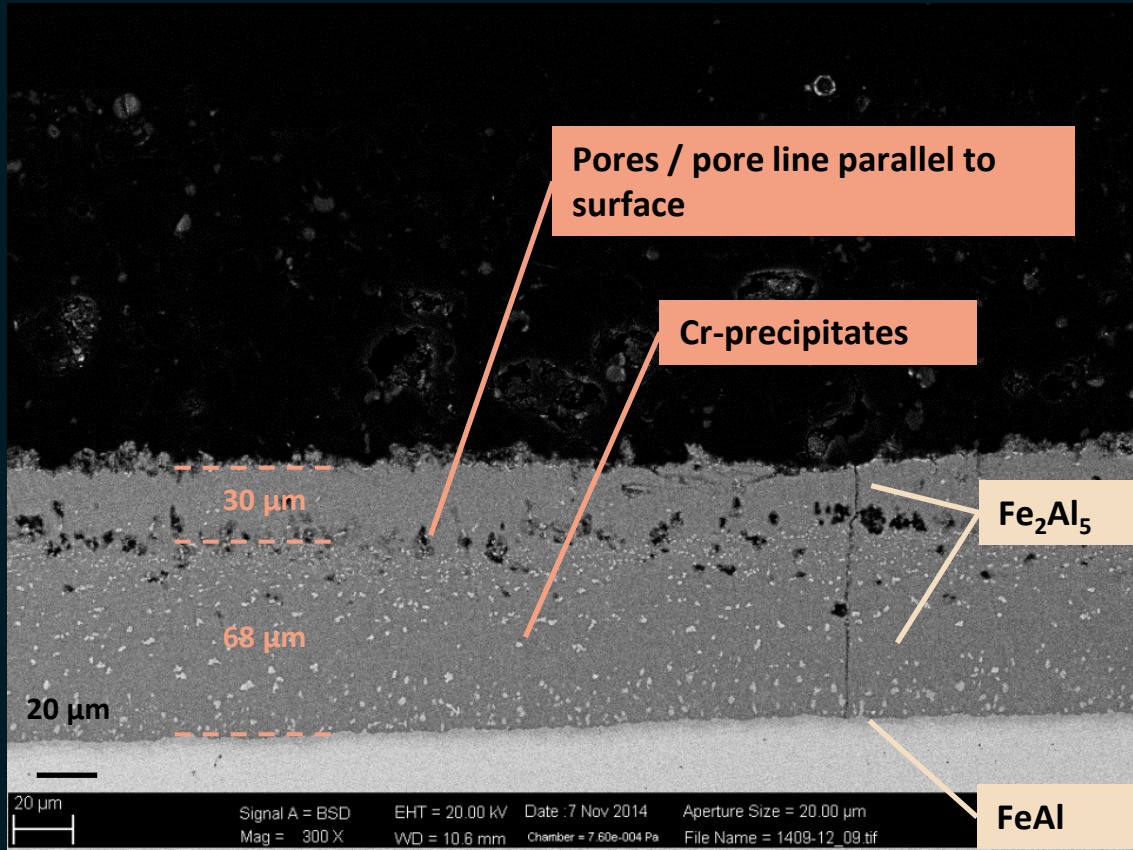 Pores / pore line parallel to
surface
Cr-precipitates
30 µm
Fe₂Al₅
68 µm
20 µm
FeAl
20 µm
Signal A = BSD
EHT = 20.00 kV
Date :7 Nov 2014
Aperture Size = 20.00 µm
Mag = 300 X
WD = 10.6 mm
Chamber = 7.60e-004 Pa
File Name = 1409-12_09.tif